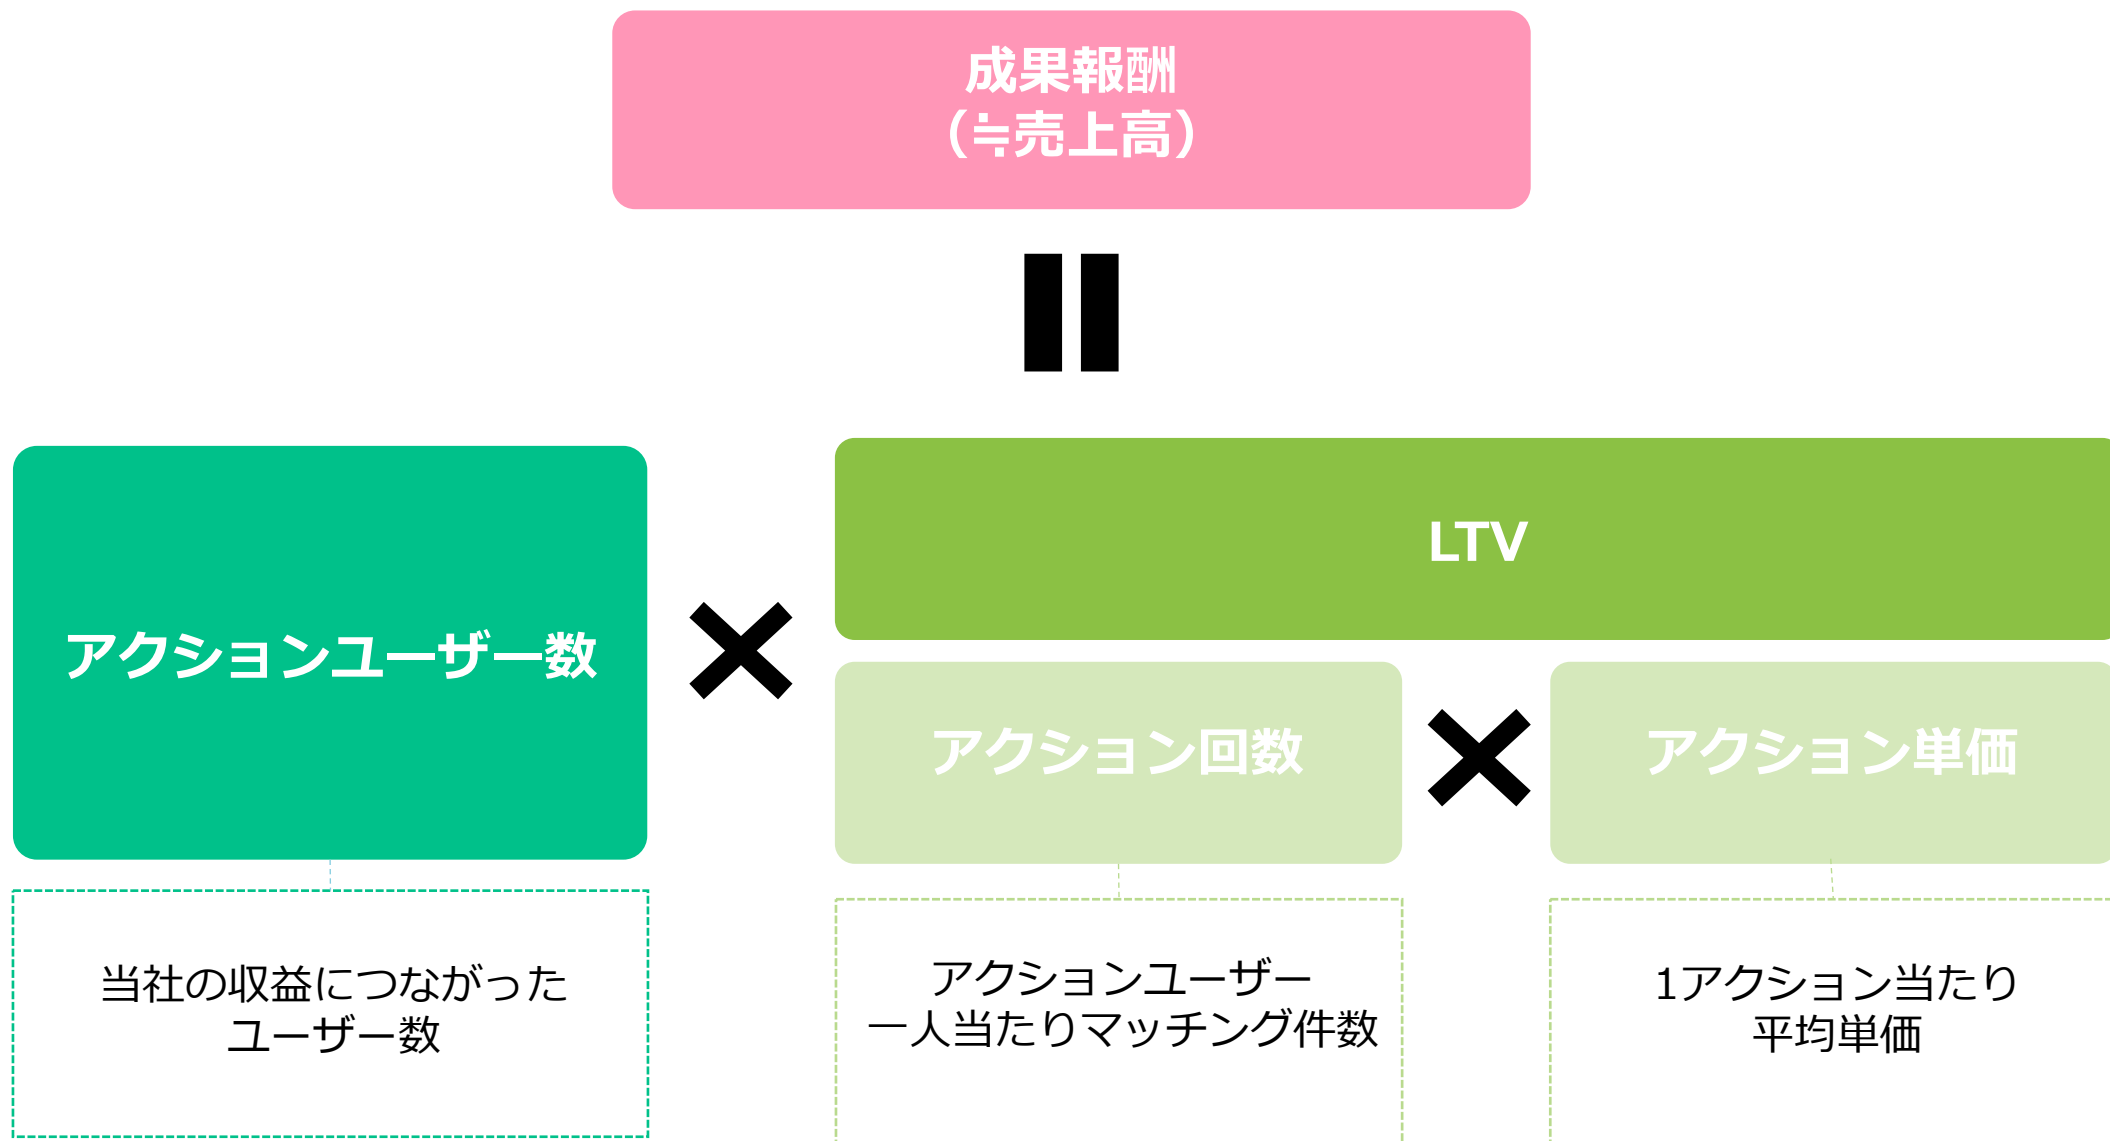 成果報酬
（≒売上高）
LTV
アクションユーザー数
×
アクション回数
×
アクション単価
当社の収益につながった
ユーザー数
アクションユーザー
一人当たりマッチング件数
1アクション当たり
平均単価